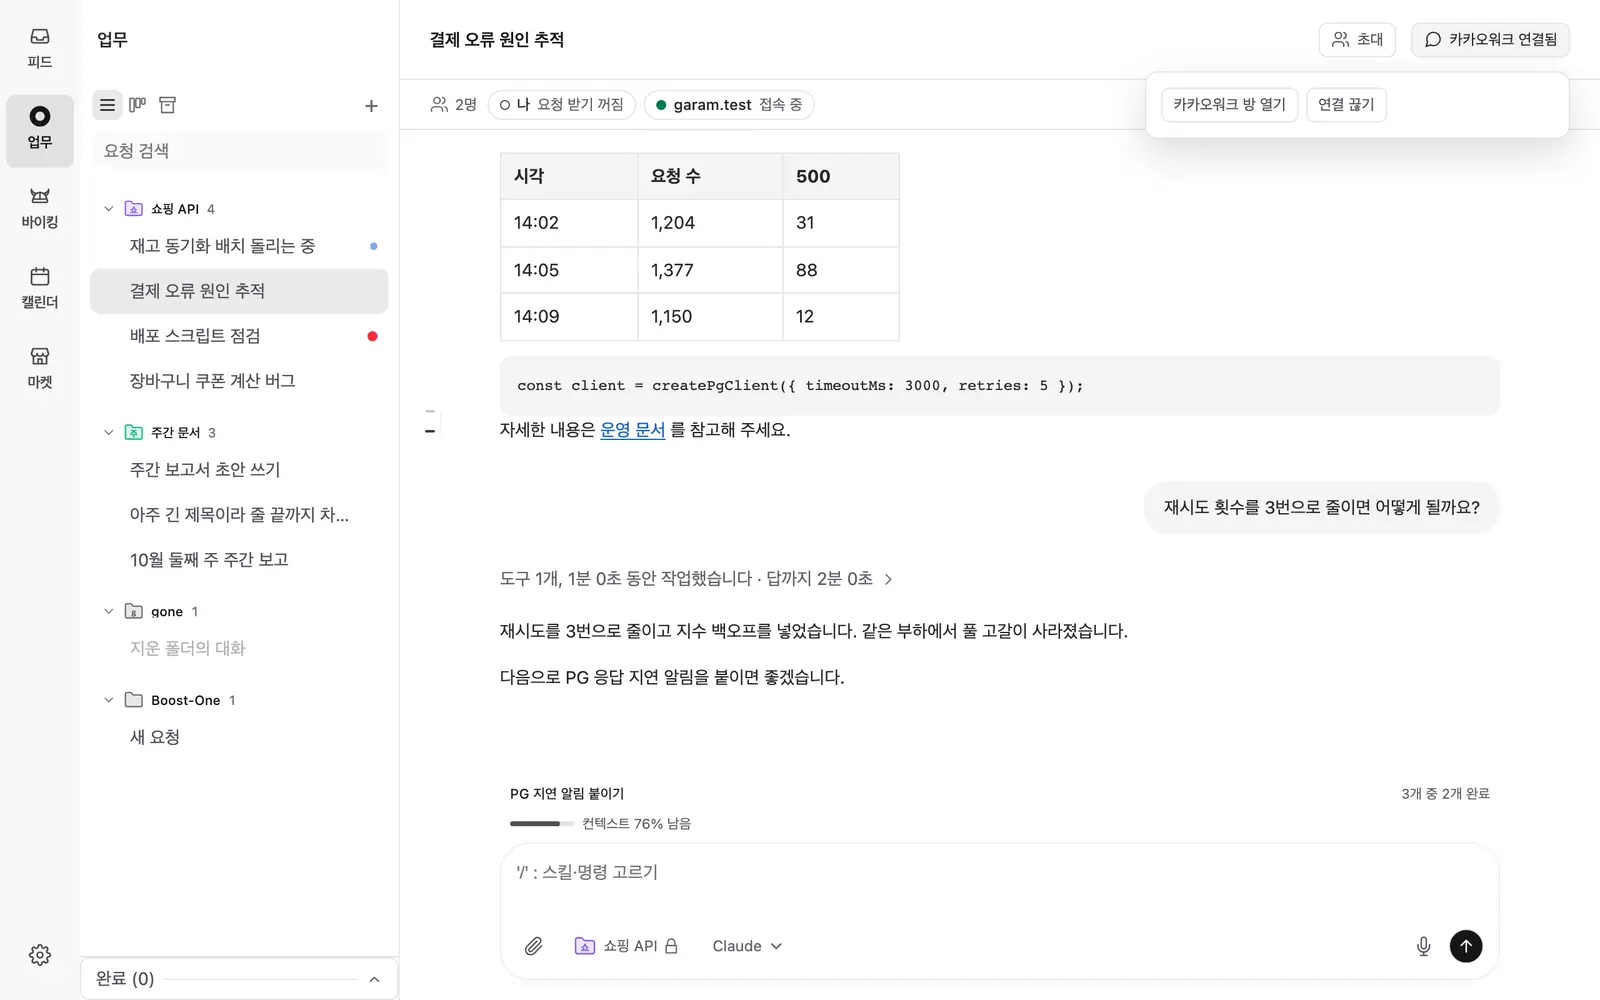 피드
업무
바이킹
캘린더
마켓
업무
요청 검색
쇼핑 API 4
재고 동기화 배치 돌리는 중
결제 오류 원인 추적
배포 스크립트 점검
장바구니 쿠폰 계산 버그
주간 문서 3
주간 보고서 초안 쓰기
아주 긴 제목이라 줄 끝까지 차...
10월 둘째 주 주간 보고
gone 1
지운 폴더의 대화
Boost-One 1
새 요청
완료 (0)
결제 오류 원인 추적
초대
카카오워크 연결됨
2명
나 요청 받기 꺼짐
garam.test 접속 중
카카오워크 방 열기
연결 끊기
시각 요청 수 500
14:02 1,204 31
14:05 1,377 88
14:09 1,150 12
const client = createPgClient({ timeoutMs: 3000, retries: 5 });
자세한 내용은 운영 문서 를 참고해 주세요.
재시도 횟수를 3번으로 줄이면 어떻게 될까요?
도구 1개, 1분 0초 동안 작업했습니다 · 답까지 2분 0초
재시도를 3번으로 줄이고 지수 백오프를 넣었습니다. 같은 부하에서 풀 고갈이 사라졌습니다.
다음으로 PG 응답 지연 알림을 붙이면 좋겠습니다.
PG 지연 알림 붙이기
3개 중 2개 완료
컨텍스트 76% 남음
'/' : 스킬·명령 고르기
쇼핑 API
Claude